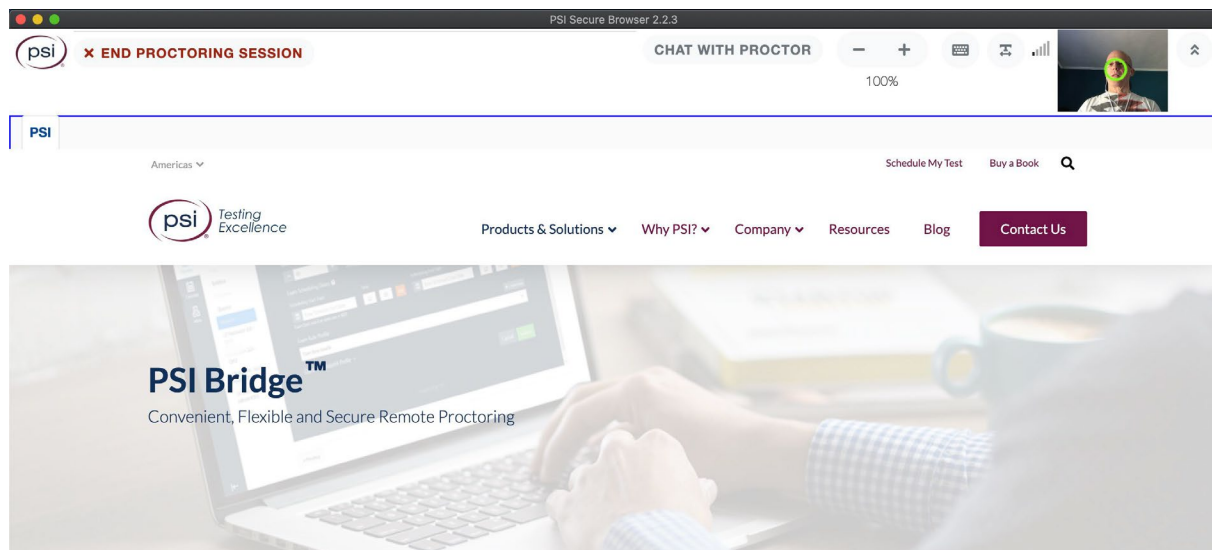 PSI Secure Browser 2.2.3
psi
× END PROCTORING SESSION
CHAT WITH PROCTOR
100%
PSI
Americas
Schedule My Test
Buy a Book
psi Testing Excellence
Products & Solutions
Why PSI?
Company
Resources
Blog
Contact Us
PSI Bridge™
Convenient, Flexible and Secure Remote Proctoring